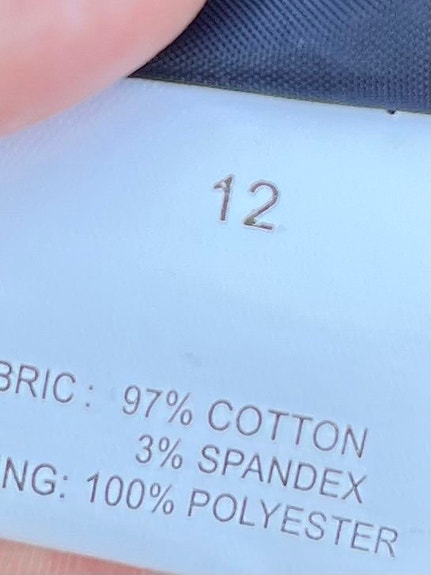 12
BRIC: 97% COTTON
3% SPANDEX
NG: 100% POLYESTER